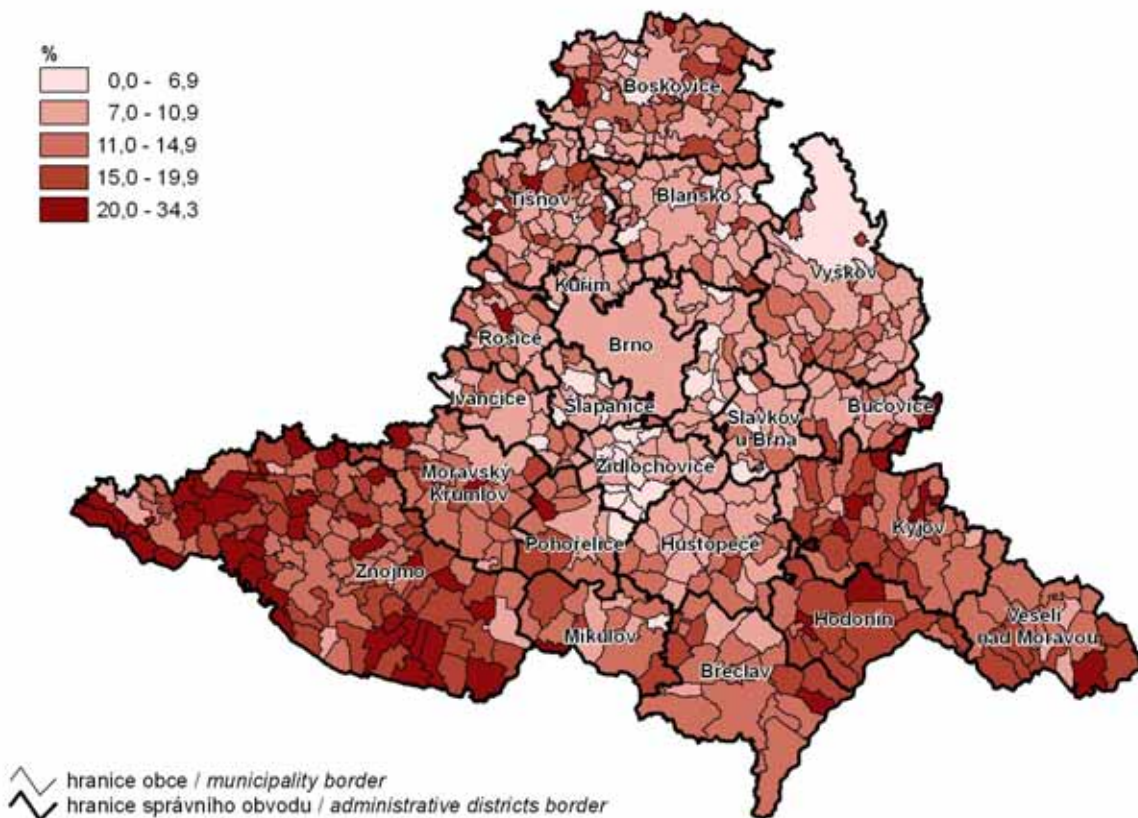 %
0,0 - 6,9
7,0 - 10,9
11,0 - 14,9
15,0 - 19,9
20,0 - 34,3
Boskovice
Tišnov
Blansko
Vyškov
Kuřim
Rosice
Brno
Ivančice
Šlapanice
Slavkov
u Brna
Bučovice
Židlochovice
Moravský
Krumlov
Pohořelice
Hustopeče
Kyjov
Znojmo
Mikulov
Břeclav
Hodonín
Veselí
nad Moravou
hranice obce / municipality border
hranice správního obvodu / administrative districts border